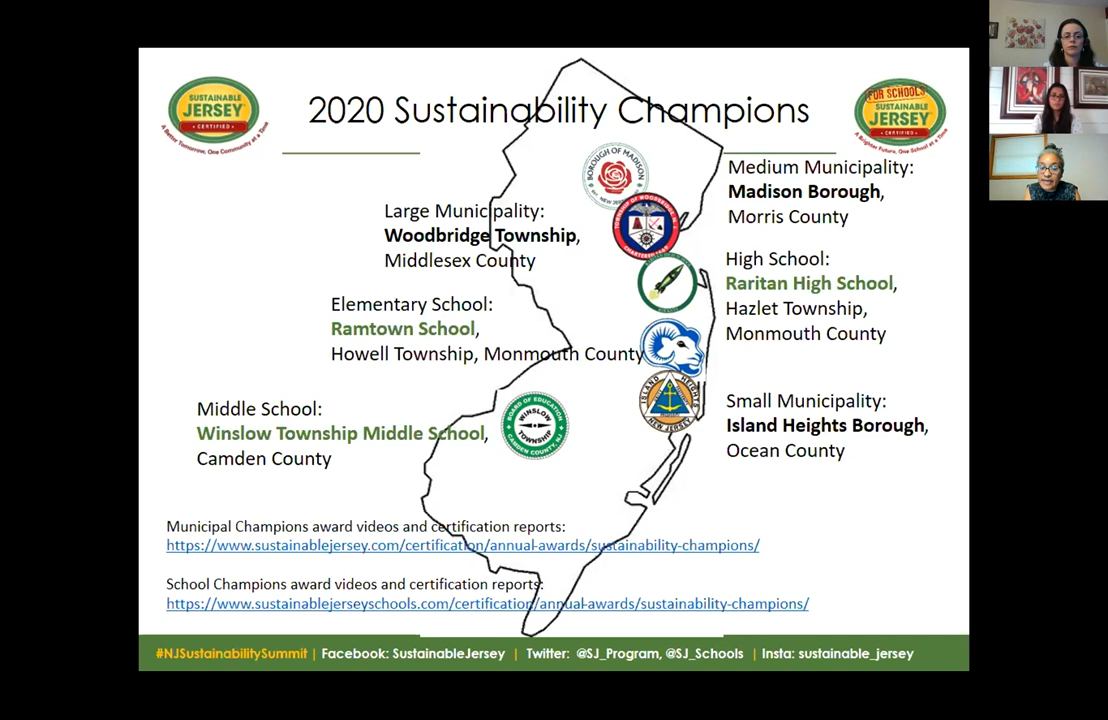 SUSTAINABLE
JERSEY
CERTIFIED
A Better Tomorrow, One Community at a Time
2020 Sustainability Champions
FOR SCHOOLS
SUSTAINABLE
JERSEY
CERTIFIED
A Brighter Future, One School at a Time
BOROUGH OF MADISON
Medium Municipality:
Madison Borough,
Morris County
Large Municipality:
Woodbridge Township,
Middlesex County
TOWNSHIP OF WOODBRIDGE, N.J.
High School:
Raritan High School,
Hazlet Township,
Monmouth County
Elementary School:
Ramtown School,
Howell Township, Monmouth County
Middle School:
Winslow Township Middle School,
Camden County
BOARD OF EDUCATION
WINSLOW
TOWNSHIP
CAMDEN COUNTY, NJ
ISLAND HEIGHTS
NEW JERSEY
Small Municipality:
Island Heights Borough,
Ocean County
Municipal Champions award videos and certification reports:
https://www.sustainablejersey.com/certification/annual-awards/sustainability-champions/
School Champions award videos and certification reports:
https://www.sustainablejerseyschools.com/certification/annual-awards/sustainability-champions/
#NJSustainabilitySummit | Facebook: SustainableJersey | Twitter: @SJ_Program, @SJ_Schools | Insta: sustainable_jersey